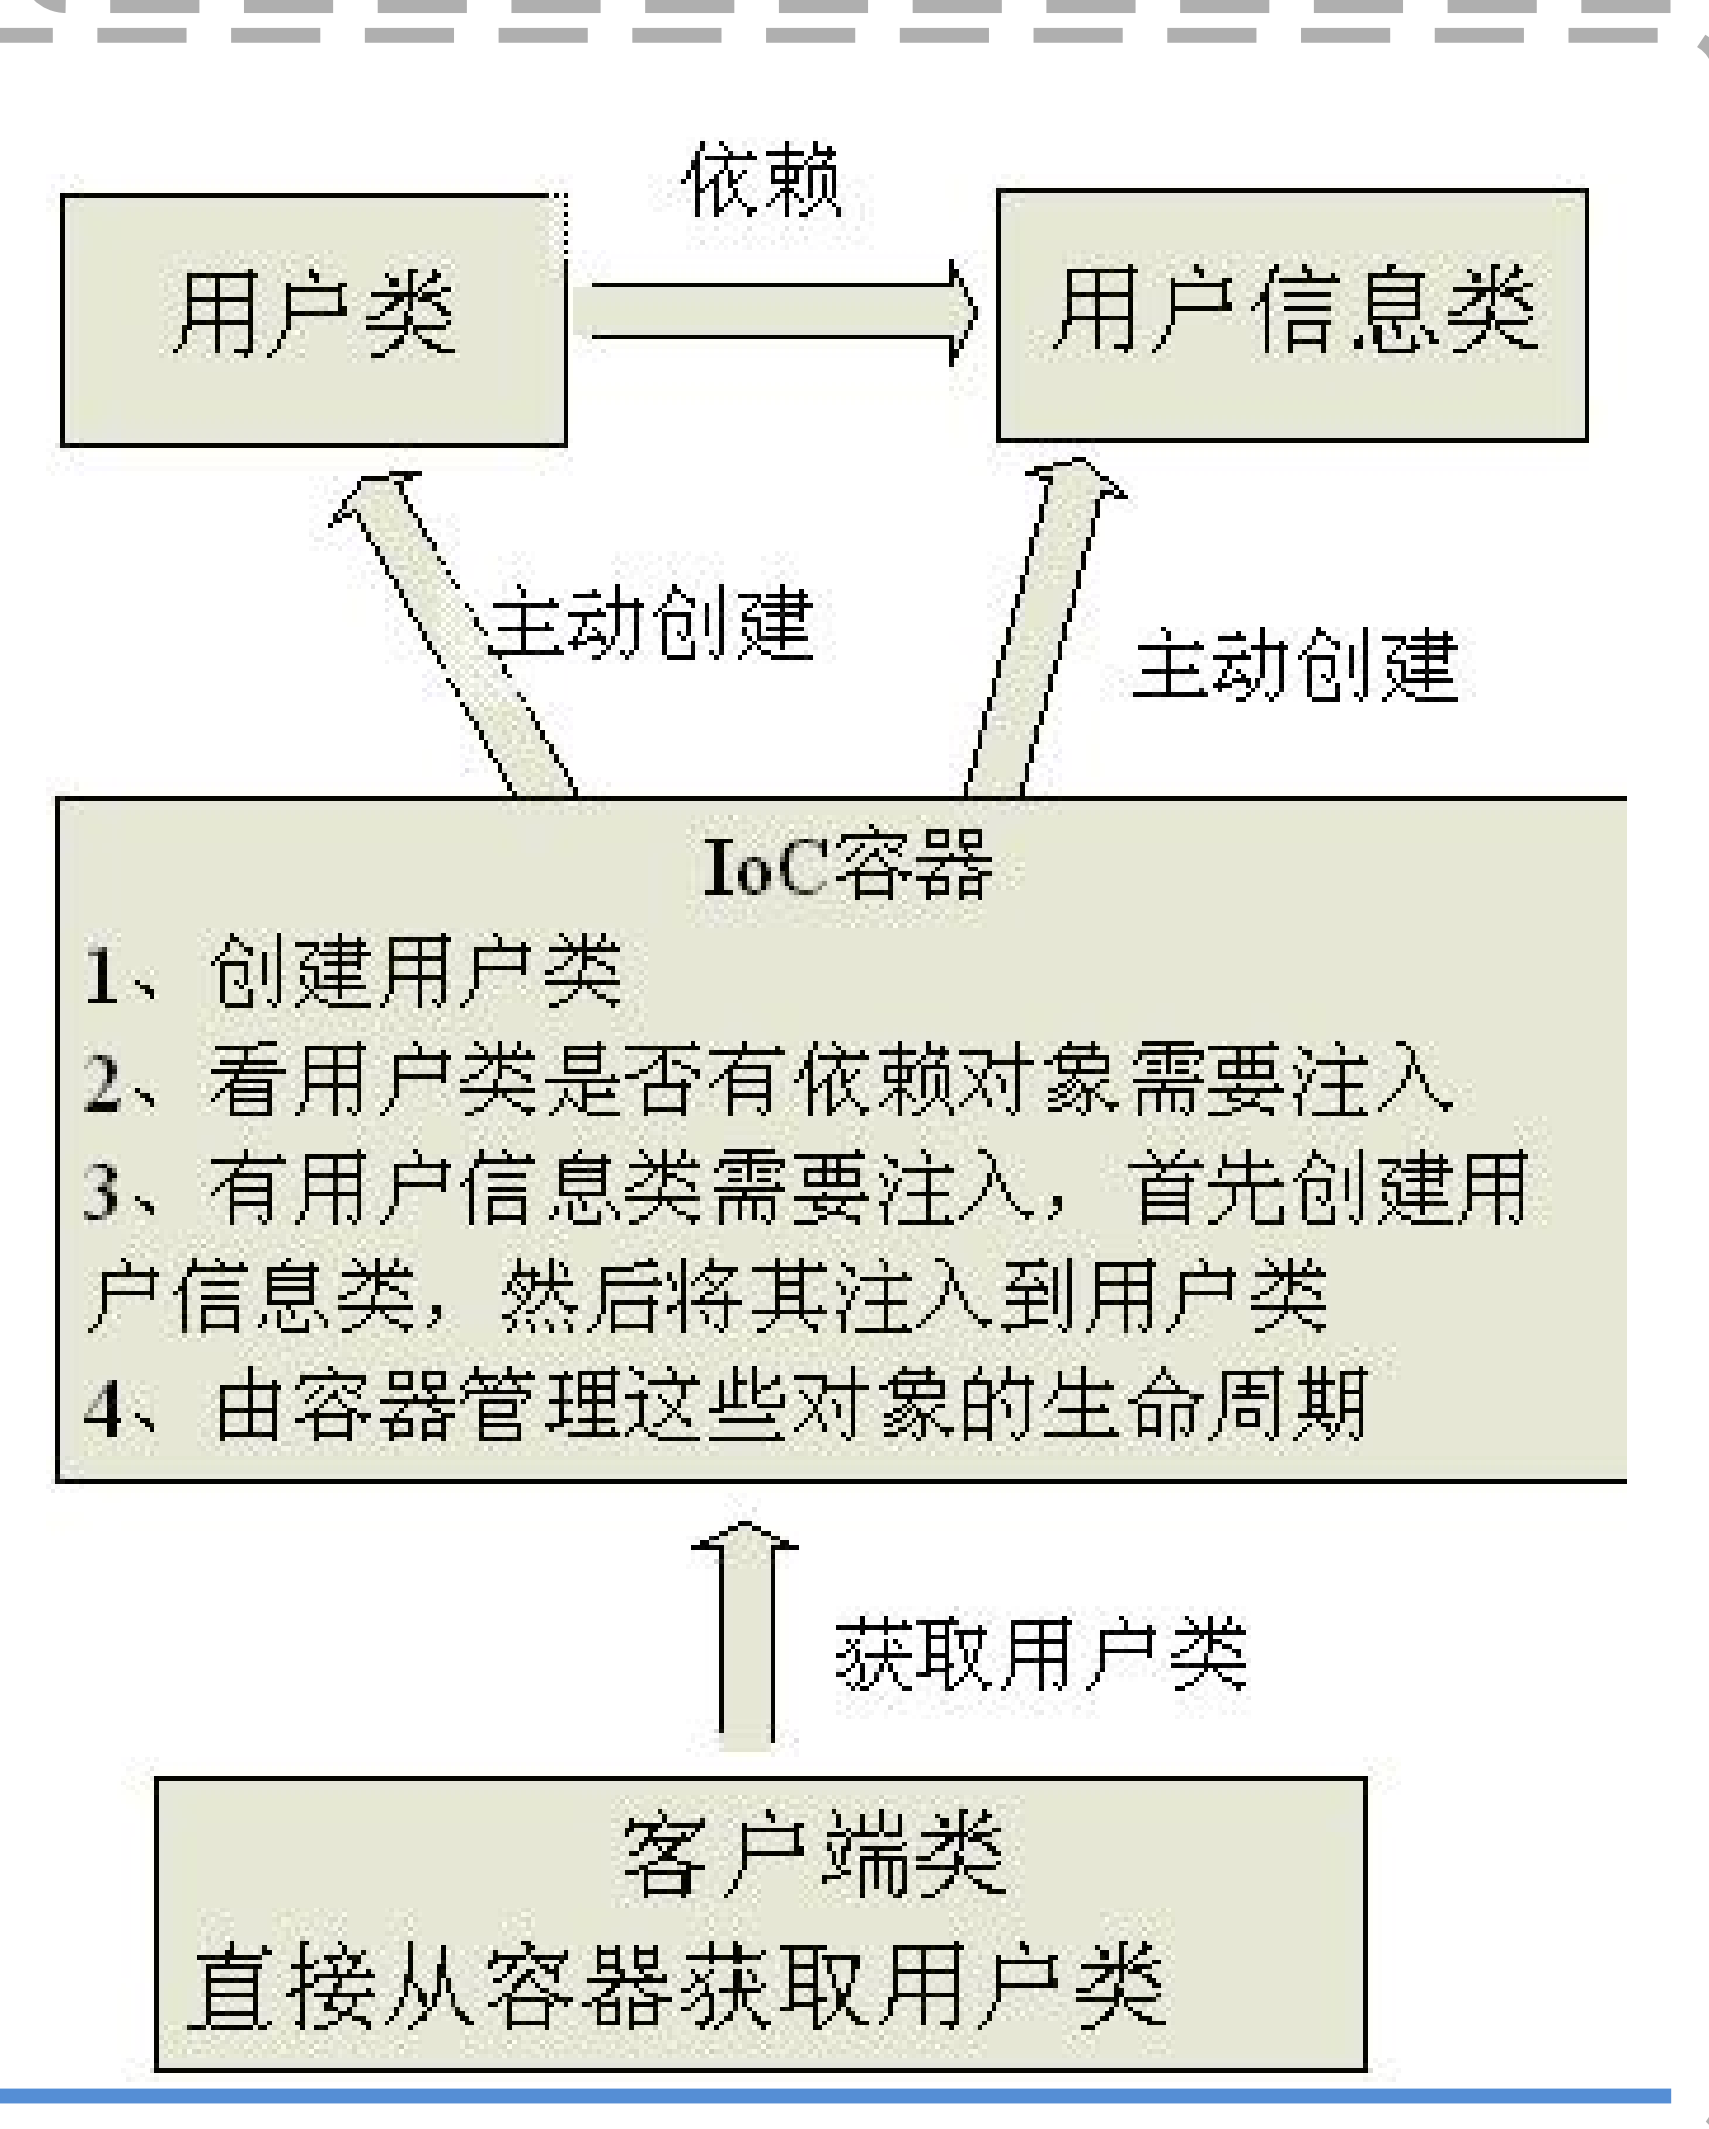 依赖
用户类
用户信息类
主动创建
主动创建
IoC容器
1、创建用户类
2、看用户类是否有依赖对象需要注入
3、有用户信息类需要注入，首先创建用
户信息类，然后将其注入到用户类
4、由容器管理这些对象的生命周期
获取用户类
客户端类
直接从容器获取用户类